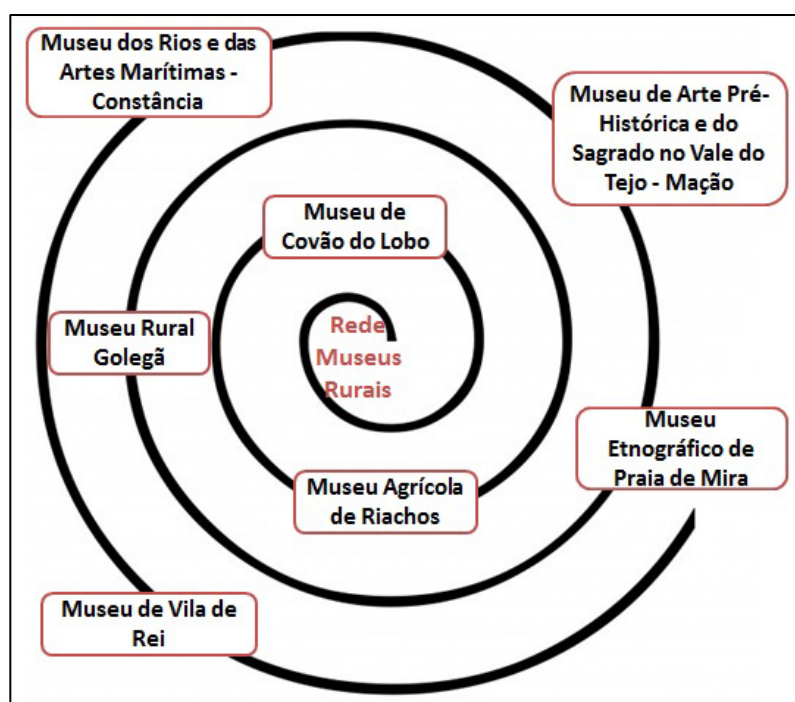 Museu dos Rios e das
Artes Marítimas -
Constância
Museu de Arte Pré-
Histórica e do
Sagrado no Vale do
Tejo - Mação
Museu de
Covão do Lobo
Museu Rural
Golegã
Rede
Museus
Rurais
Museu
Etnográfico de
Praia de Mira
Museu Agrícola
de Riachos
Museu de Vila de
Rei